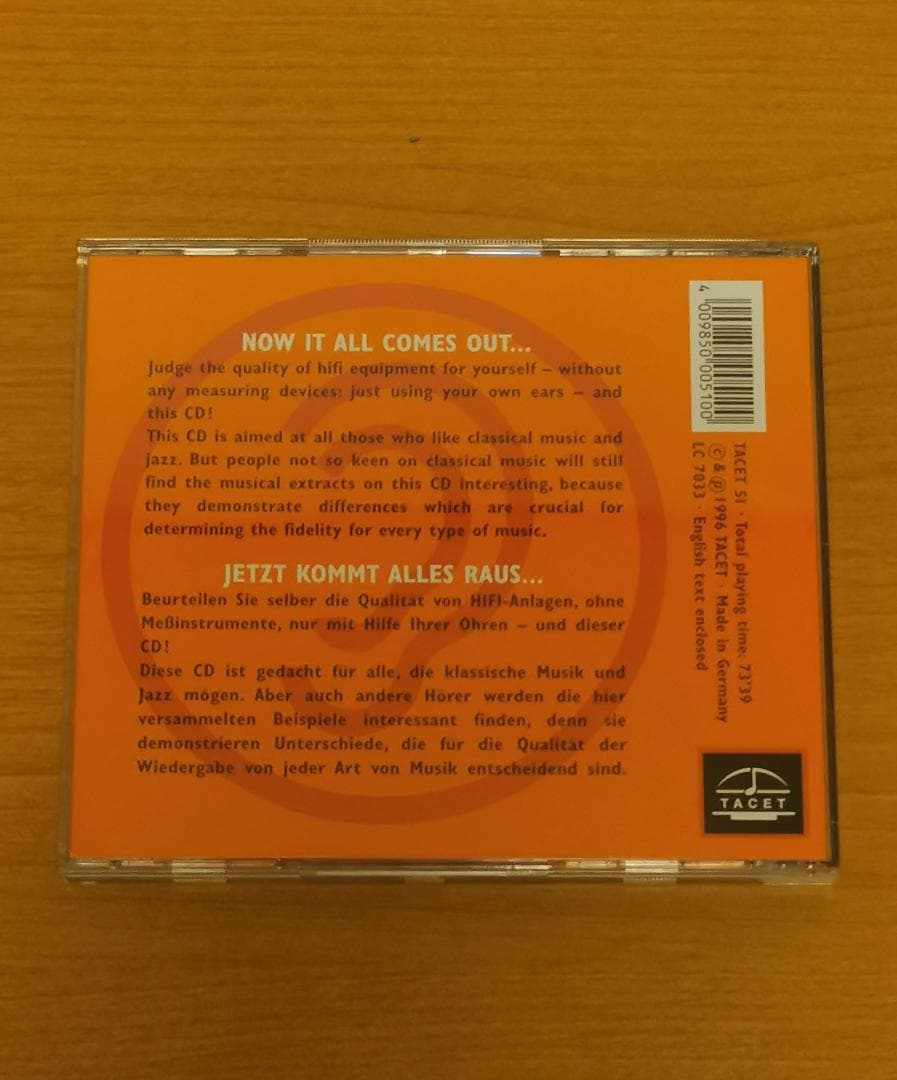 NOW IT ALL COMES OUT...
Judge the quality of hifi equipment for yourself – without
any measuring devices: just using your own ears – and
this CD!
This CD is aimed at all those who like classical music and
jazz. But people not so keen on classical music will still
find the musical extracts on this CD interesting, because
they demonstrate differences which are crucial for
determining the fidelity for every type of music.
JETZT KOMMT ALLES RAUS...
Beurteilen Sie selber die Qualität von HIFI-Anlagen, ohne
Meßinstrumente, nur mit Hilfe Ihrer Ohren – und dieser
CD!
Diese CD ist gedacht für alle, die klassische Musik und
Jazz mögen. Aber auch andere Hörer werden die hier
versammelten Beispiele interessant finden, denn sie
demonstrieren Unterschiede, die für die Qualität der
Wiedergabe von jeder Art von Musik entscheidend sind.
4 009850 005100
TACET 51 · Total playing time: 73'39
© & ℗ 1996 TACET · Made in Germany
LC 7033 · English text enclosed
TACET